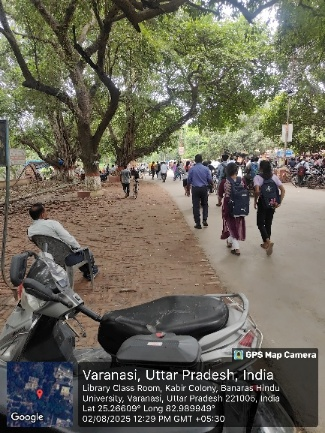 GPS Map Camera
Varanasi, Uttar Pradesh, India
Library Class Room, Kabir Colony, Banaras Hindu
University, Varanasi, Uttar Pradesh 221005, India
Lat 25.26609° Long 82.989949°
02/08/2025 12:29 PM GMT +05:30
Google